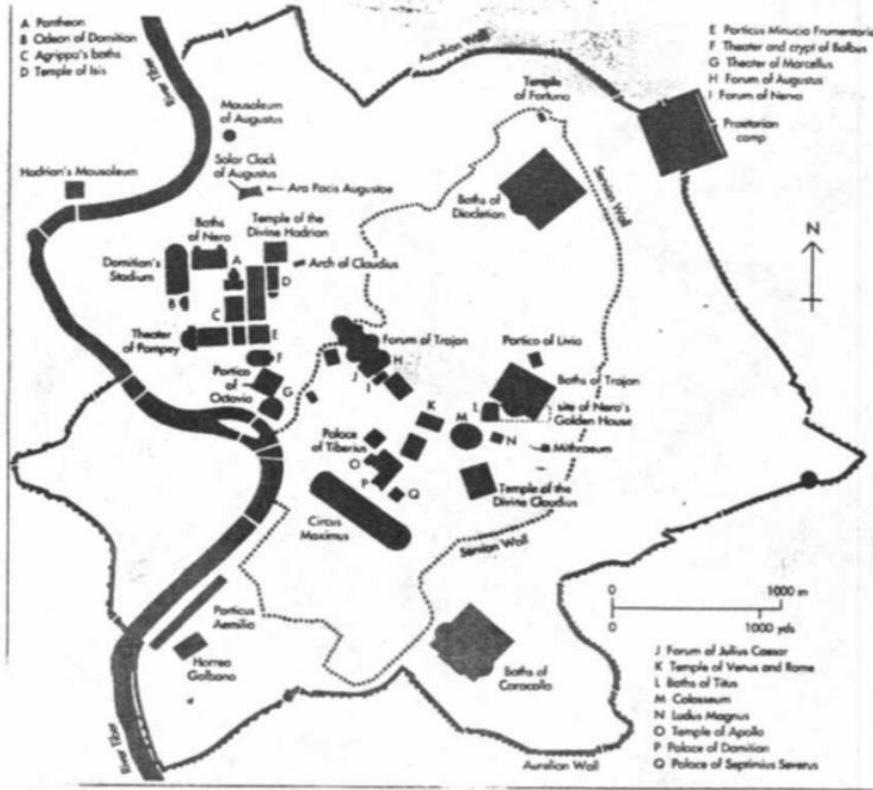 A Pantheon
B Odeon of Domitian
C Agrippa's baths
D Temple of Isis
River Tiber
Aurelian Wall
E Porticus Minucia Frumentaria
F Theater and crypt of Balbus
G Theater of Marcellus
H Forum of Augustus
I Forum of Nerva
Temple
of Fortuna
Praetorian
camp
Mausoleum
of Augustus
Solar Clock
of Augustus
Ara Pacis Augustae
Hadrian's Mausoleum
Baths of
Diocletian
Servian Wall
N
Baths
of Nero
Temple of the
Divine Hadrian
Domitian's
Stadium
A
Arch of Claudius
D
B
C
Theater
of Pompey
E
Forum of Trajan
Portico of Livia
F
H
Portico
of
Octavia
J
I
Baths of Trajan
G
L
site of Nero's
Golden House
K
M
N
Mithraeum
Palace
of Tiberius
O
P
Q
Temple of the
Divine Claudius
Circus
Maximus
Servian Wall
0 1000 m
0 1000 yds
Porticus
Aemilia
Horrea
Galbana
Baths of
Caracalla
J Forum of Julius Caesar
K Temple of Venus and Rome
L Baths of Titus
M Colosseum
N Ludus Magnus
O Temple of Apollo
P Palace of Domitian
Q Palace of Septimius Severus
River Tiber
Aurelian Wall